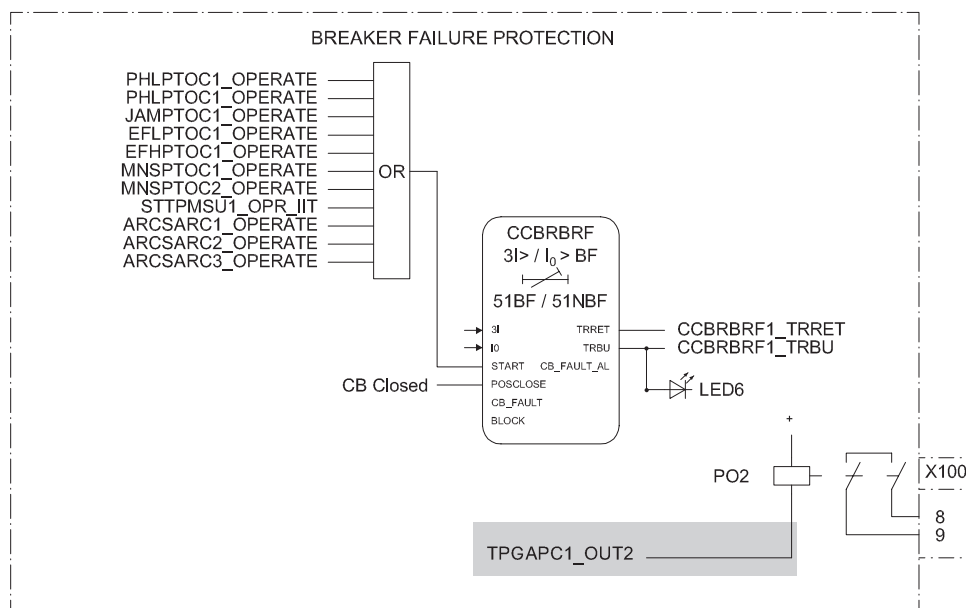 BREAKER FAILURE PROTECTION
PHLPTOC1_OPERATE
PHLPTOC1_OPERATE
JAMPTOC1_OPERATE
EFLPTOC1_OPERATE
EFHPTOC1_OPERATE
MNSPTOC1_OPERATE
MNSPTOC2_OPERATE
STTPMSU1_OPR_IIT
ARCSARC1_OPERATE
ARCSARC2_OPERATE
ARCSARC3_OPERATE
OR
CCBRBRF
3I> / I₀ > BF
51BF / 51NBF
3I TRRET CCBRBRF1_TRRET
I0 TRBU CCBRBRF1_TRBU
START CB_FAULT_AL
CB Closed POSCLOSE LED6
CB_FAULT
BLOCK
+
PO2 X100
8
9
TPGAPC1_OUT2